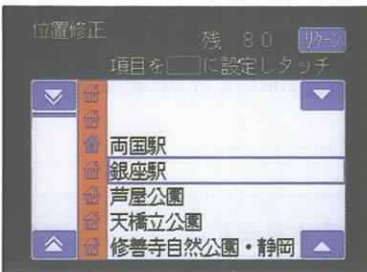 位置修正
残 80 リターン
項目を□に設定しタッチ
両国駅
銀座駅
芦屋公園
天橋立公園
修善寺自然公園・静岡